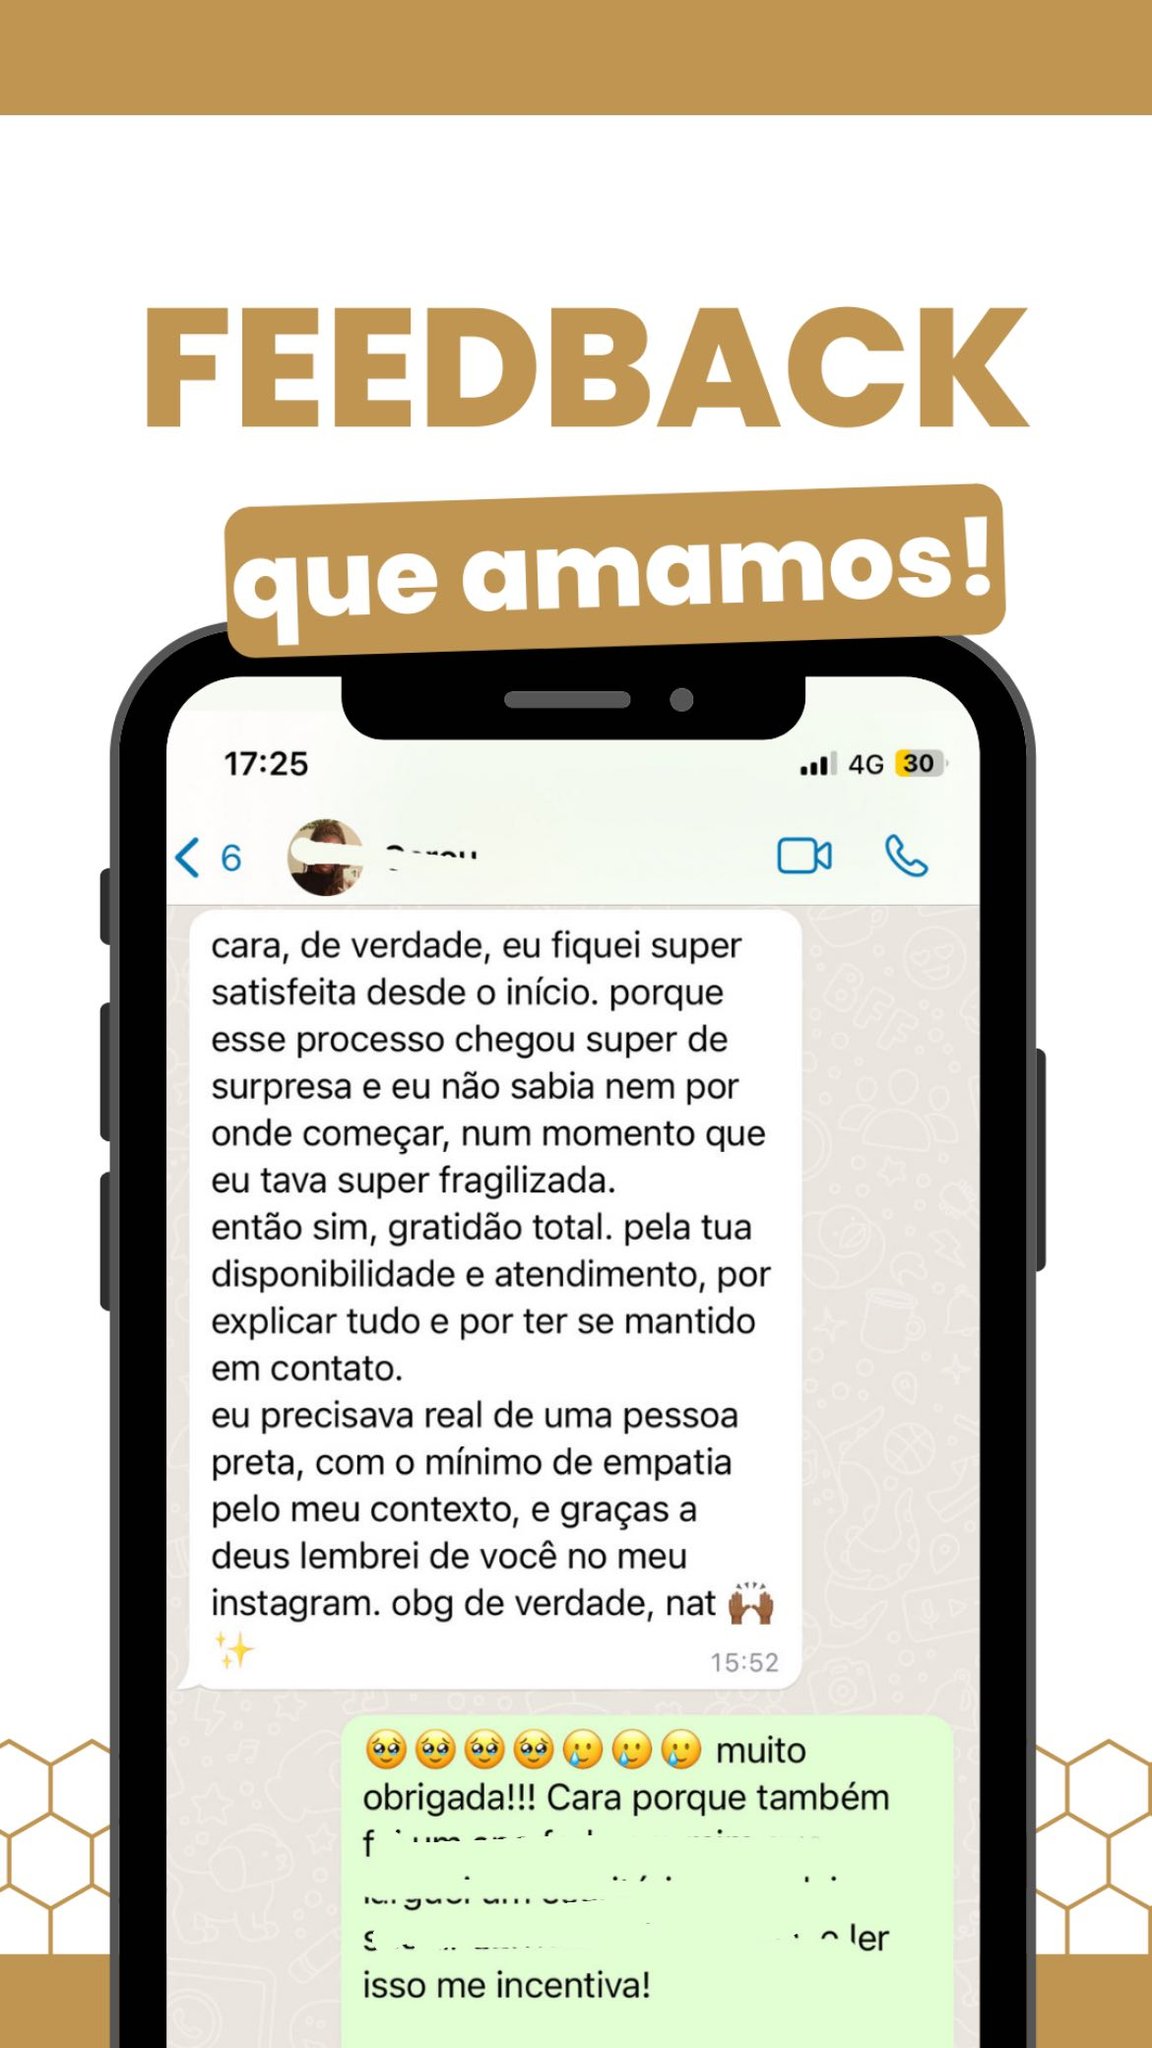 FEEDBACK
que amamos!
17:25
4G 30
6
cara, de verdade, eu fiquei super
satisfeita desde o início. porque
esse processo chegou super de
surpresa e eu não sabia nem por
onde começar, num momento que
eu tava super fragilizada.
então sim, gratidão total. pela tua
disponibilidade e atendimento, por
explicar tudo e por ter se mantido
em contato.
eu precisava real de uma pessoa
preta, com o mínimo de empatia
pelo meu contexto, e graças a
deus lembrei de você no meu
instagram. obg de verdade, nat 🙌🏾
✨
15:52
🥹🥹🥹🥹🥲🥲🥲 muito
obrigada!!! Cara porque também
ler
isso me incentiva!